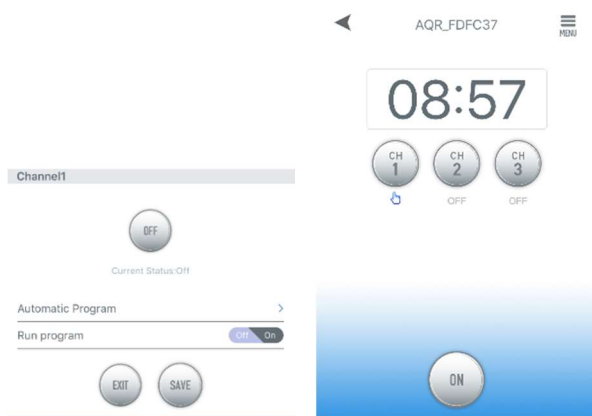 Channel1
OFF
Current Status:Off
Automatic Program
Run program Off On
EXIT SAVE
AQR_FDFC37
MENU
08:57
CH 1 CH 2 CH 3
OFF OFF
ON